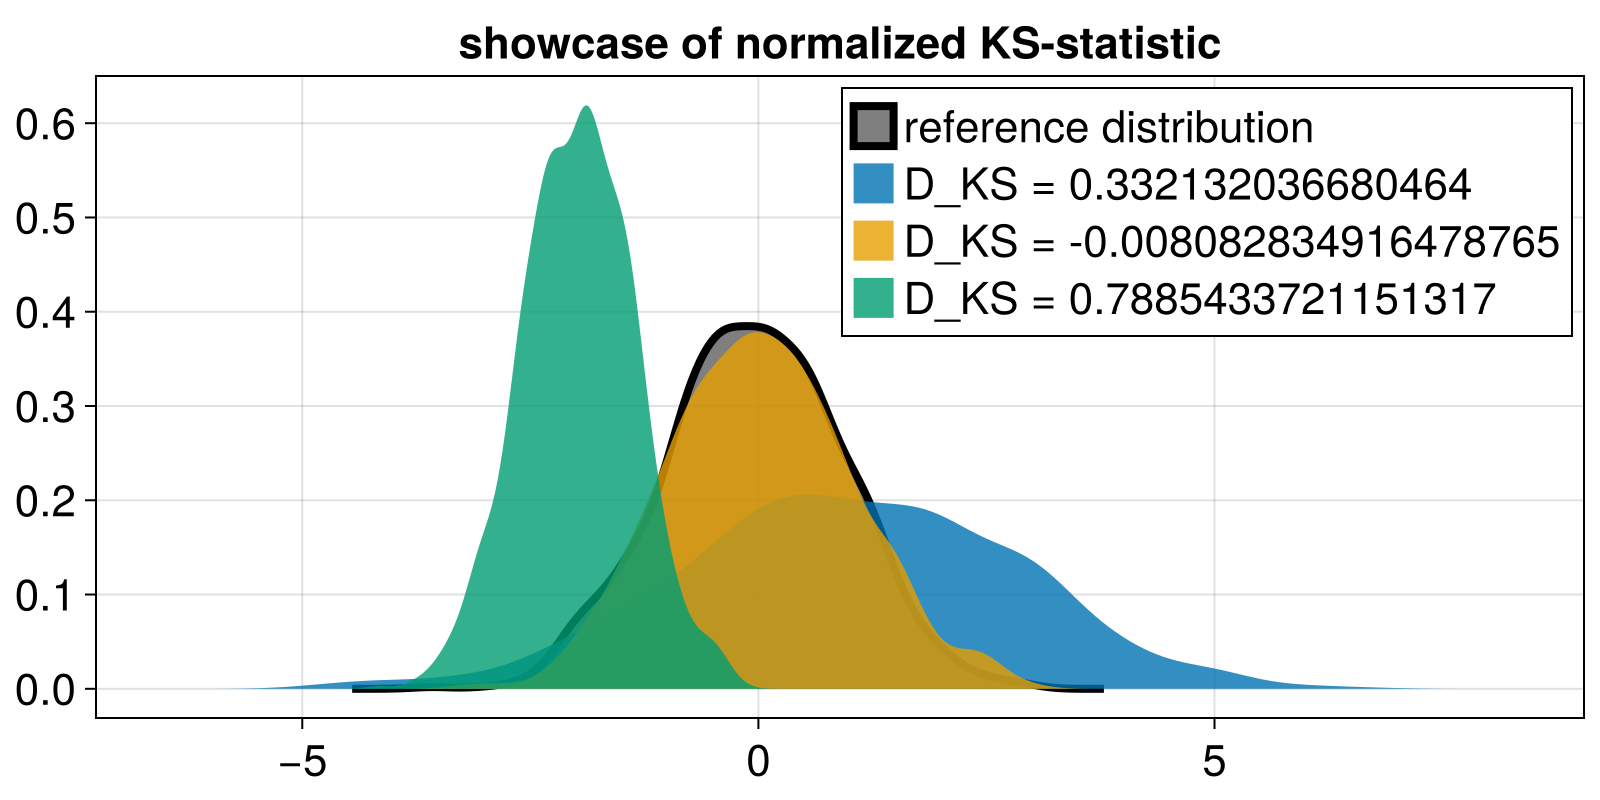 showcase of normalized KS-statistic
reference distribution
D_KS = 0.332132036680464
D_KS = -0.008082834916478765
D_KS = 0.7885433721151317
0.6
0.5
0.4
0.3
0.2
0.1
0.0
−5
0
5